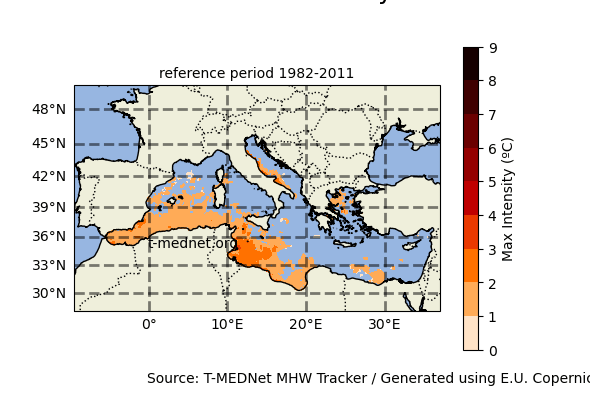 reference period 1982-2011
48°N
45°N
42°N
39°N
36°N
33°N
30°N
0°
10°E
20°E
30°E
t-mednet.org
9
8
7
6
5
4
3
2
1
0
Max Intensity (ºC)
Source: T-MEDNet MHW Tracker / Generated using E.U. Copernic